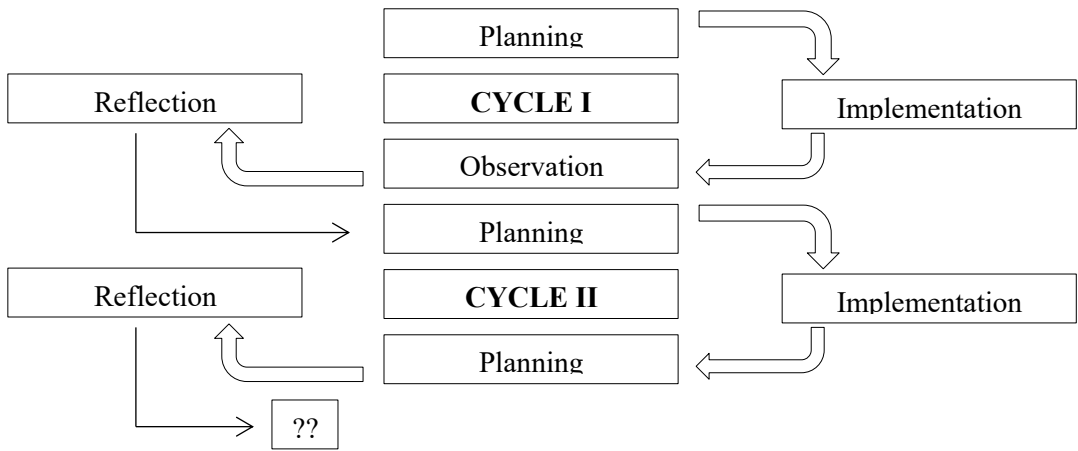 Planning
Reflection
CYCLE I
Implementation
Observation
Planning
Reflection
CYCLE II
Implementation
Planning
??